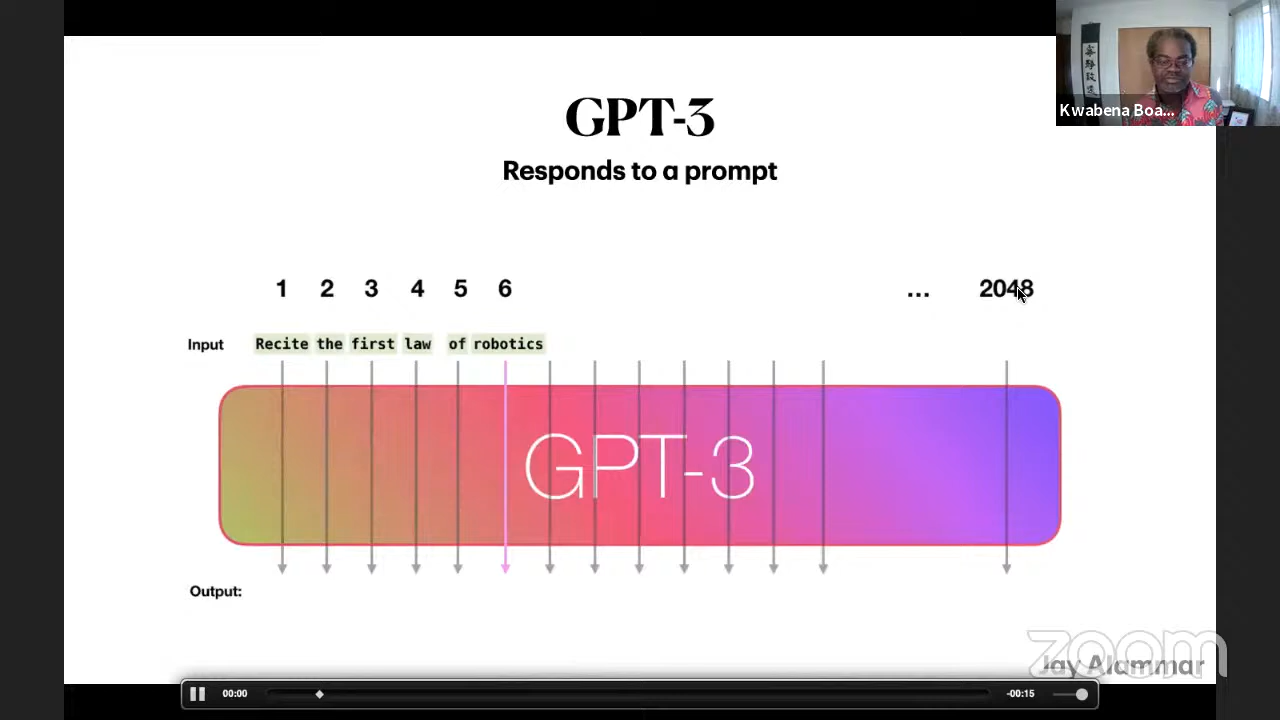 GPT-3
Responds to a prompt
Kwabena Boa...
1 2 3 4 5 6 ... 2048
Input Recite the first law of robotics
GPT-3
Output:
zoom
Jay Alammar
00:00 -00:15